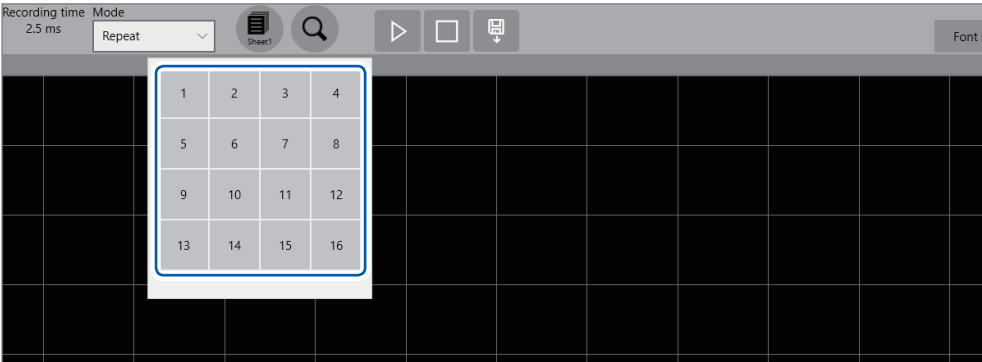 Recording time Mode
2.5 ms Repeat
Sheet1
Font
1 2 3 4
5 6 7 8
9 10 11 12
13 14 15 16